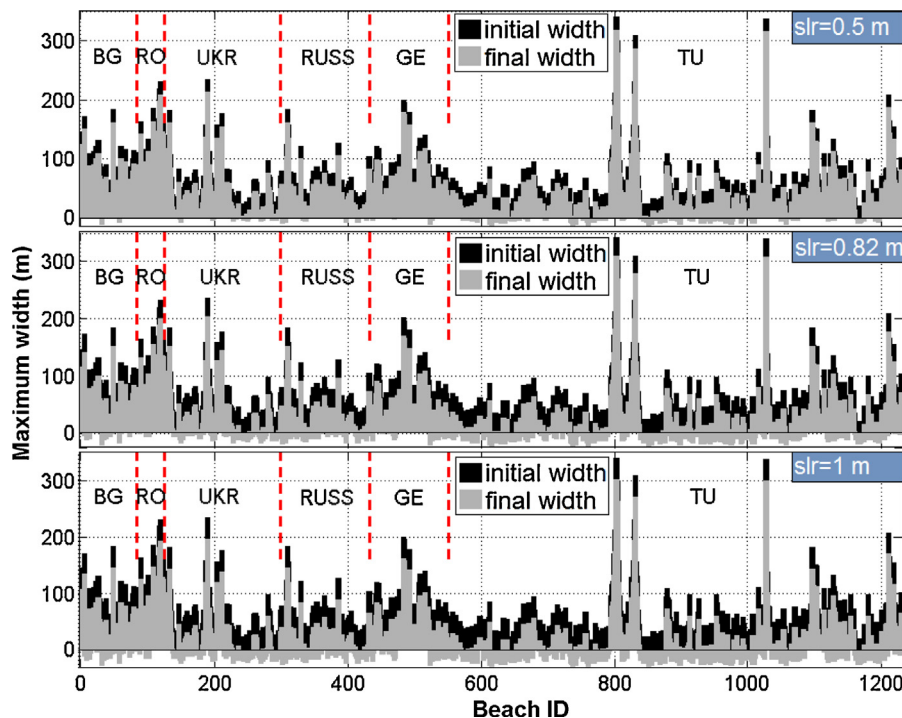 300
200
100
0
BG
RO
UKR
RUSS
GE
TU
initial width
final width
slr=0.5 m
300
200
100
0
BG
RO
UKR
RUSS
GE
TU
initial width
final width
slr=0.82 m
300
200
100
0
BG
RO
UKR
RUSS
GE
TU
initial width
final width
slr=1 m
Maximum width (m)
0
200
400
600
800
1000
1200
Beach ID